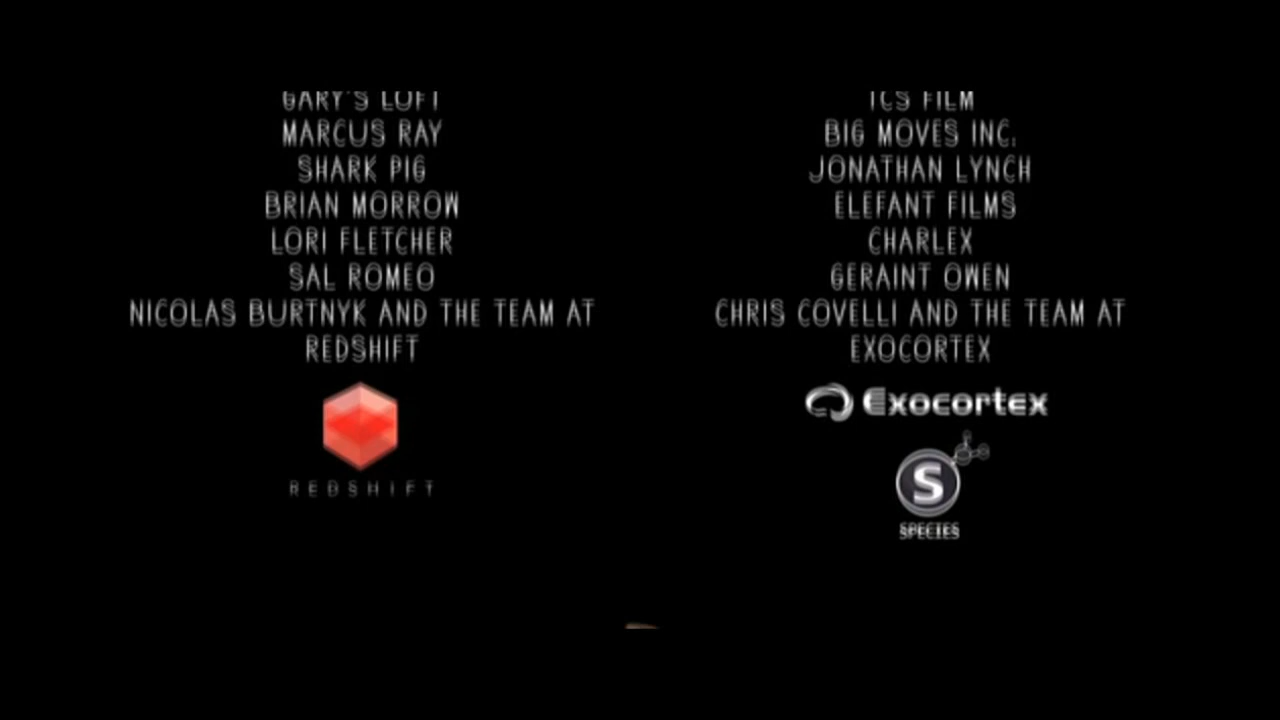 GARY'S LOFT
MARCUS RAY
SHARK PIG
BRIAN MORROW
LORI FLETCHER
SAL ROMEO
NICOLAS BURTNYK AND THE TEAM AT
REDSHIFT
REDSHIFT
TCS FILM
BIG MOVES INC.
JONATHAN LYNCH
ELEFANT FILMS
CHARLEX
GERAINT OWEN
CHRIS COVELLI AND THE TEAM AT
EXOCORTEX
Exocortex
S
SPECIES